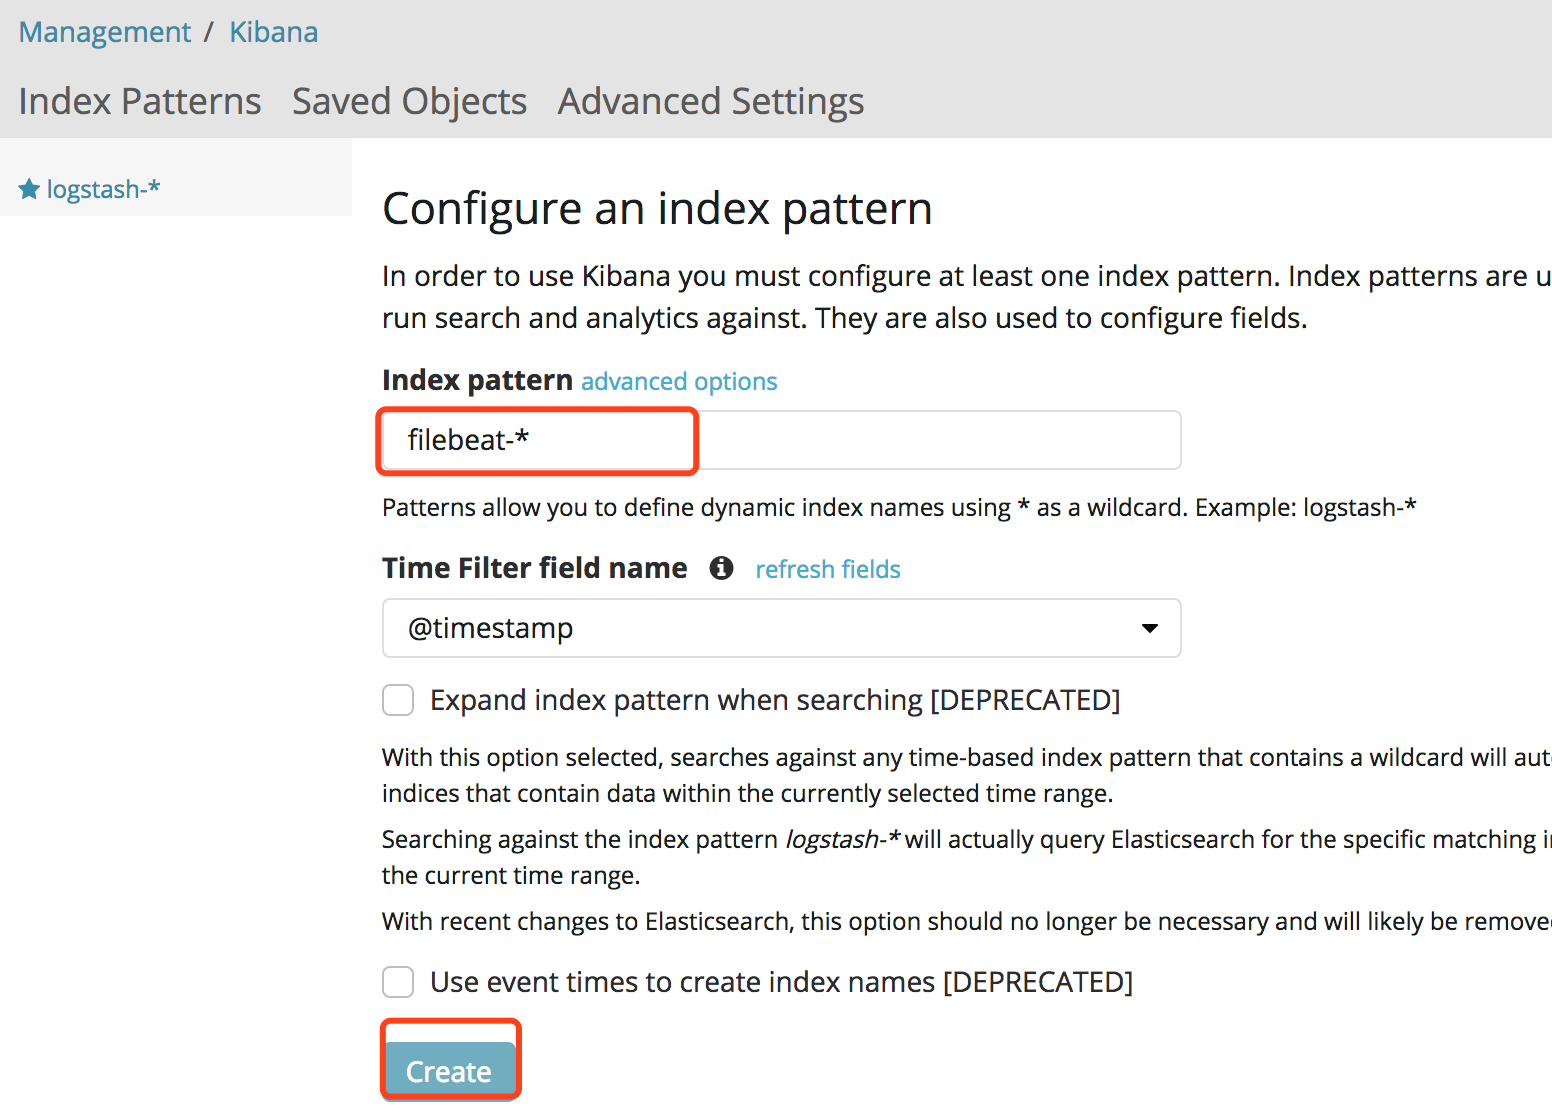 Management / Kibana
Index Patterns Saved Objects Advanced Settings
logstash-*
Configure an index pattern
In order to use Kibana you must configure at least one index pattern. Index patterns are u
run search and analytics against. They are also used to configure fields.
Index pattern advanced options
filebeat-*
Patterns allow you to define dynamic index names using * as a wildcard. Example: logstash-*
Time Filter field name refresh fields
@timestamp
Expand index pattern when searching [DEPRECATED]
With this option selected, searches against any time-based index pattern that contains a wildcard will aut
indices that contain data within the currently selected time range.
Searching against the index pattern logstash-* will actually query Elasticsearch for the specific matching i
the current time range.
With recent changes to Elasticsearch, this option should no longer be necessary and will likely be remove
Use event times to create index names [DEPRECATED]
Create